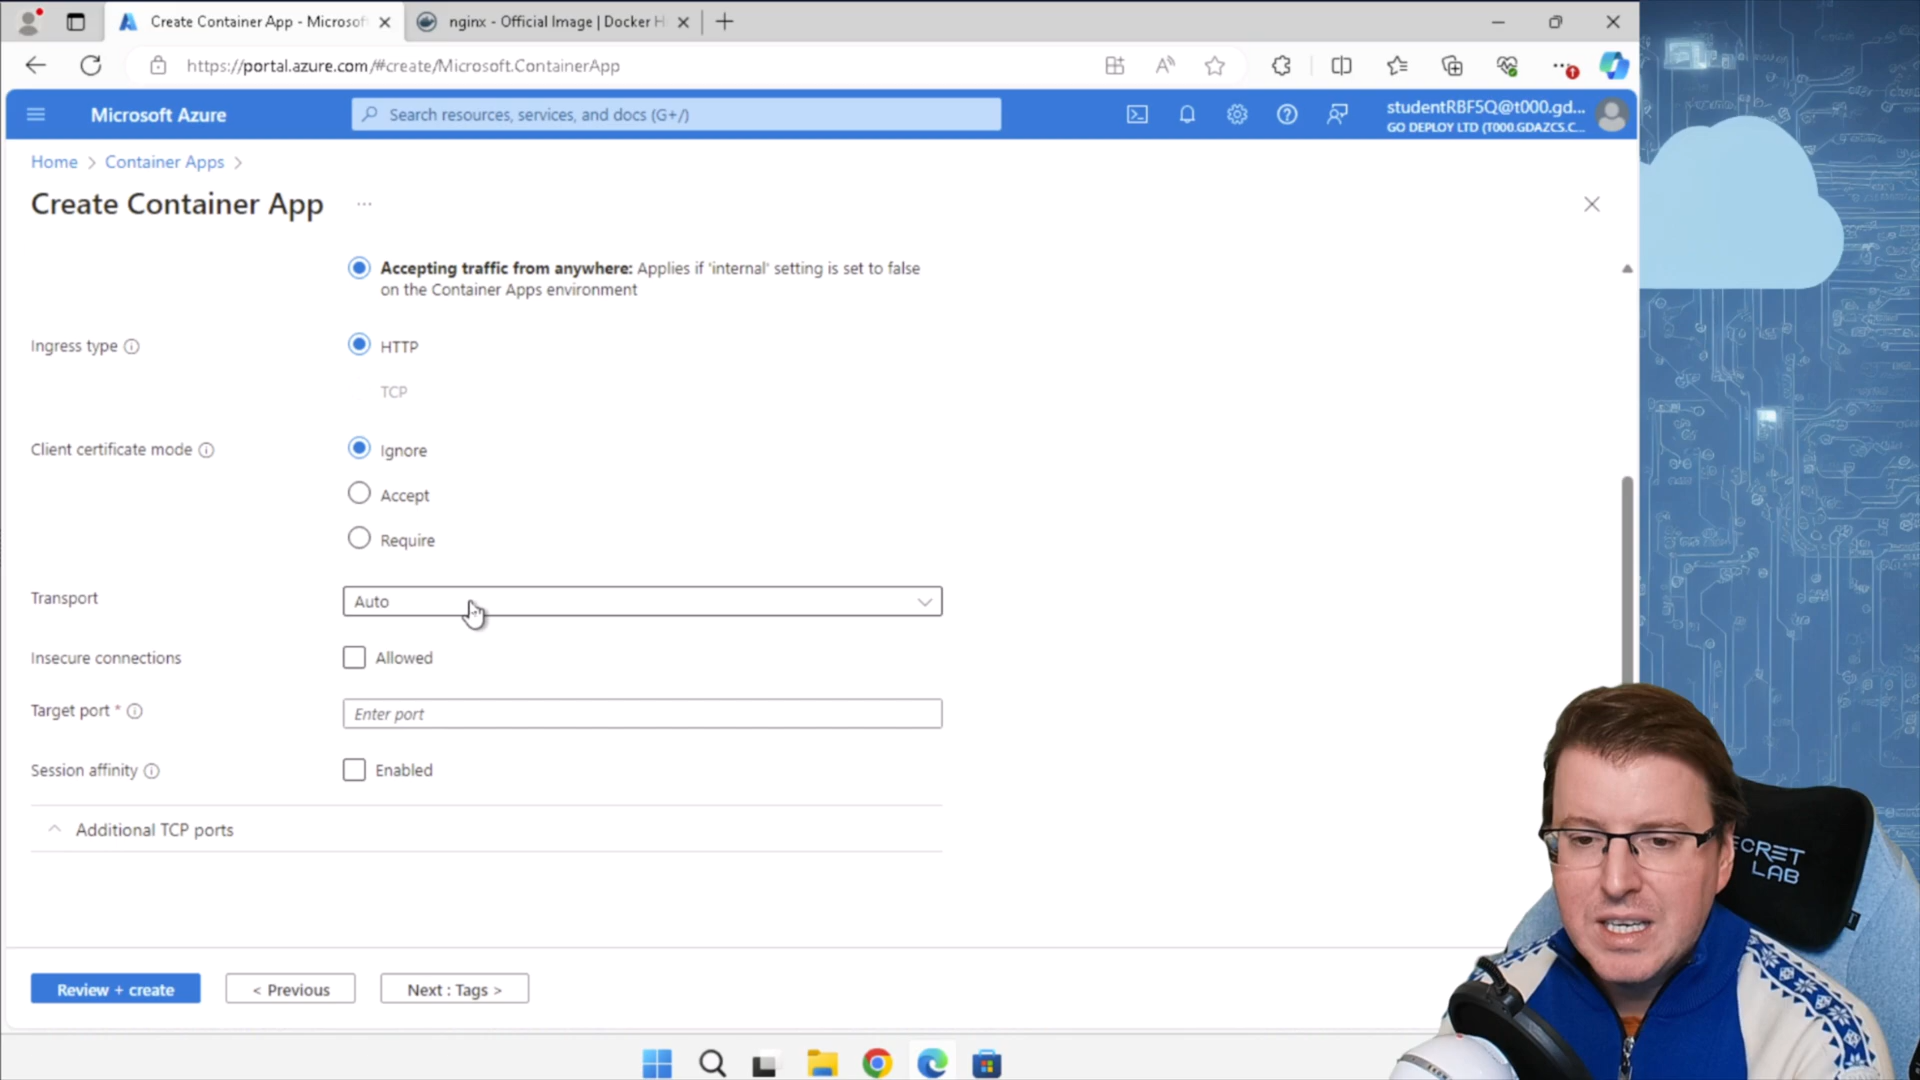 Create Container App - Microsof
nginx - Official Image | Docker H
https://portal.azure.com/#create/Microsoft.ContainerApp
Microsoft Azure
Search resources, services, and docs (G+/)
studentRBF5Q@t000.gd...
GO DEPLOY LTD (T000.GDAZCS.C...
Home > Container Apps >
Create Container App ...
Accepting traffic from anywhere: Applies if 'internal' setting is set to false
on the Container Apps environment
Ingress type
HTTP
TCP
Client certificate mode
Ignore
Accept
Require
Transport
Auto
Insecure connections
Allowed
Target port *
Enter port
Session affinity
Enabled
Additional TCP ports
Review + create
< Previous
Next : Tags >
SECRET
LAB